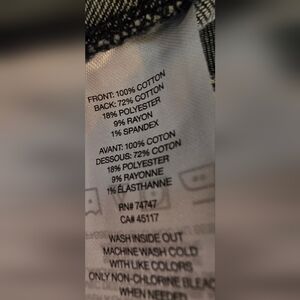 FRONT: 100% COTTON
BACK: 72% COTTON
18% POLYESTER
9% RAYON
1% SPANDEX
AVANT: 100% COTON
DESSOUS: 72% COTON
18% POLYESTER
9% RAYONNE
1% ÉLASTHANNE
RN# 74747
CA# 45117
WASH INSIDE OUT
MACHINE WASH COLD
WITH LIKE COLORS
ONLY NON-CHLORINE BLEAC
WHEN NEEDED